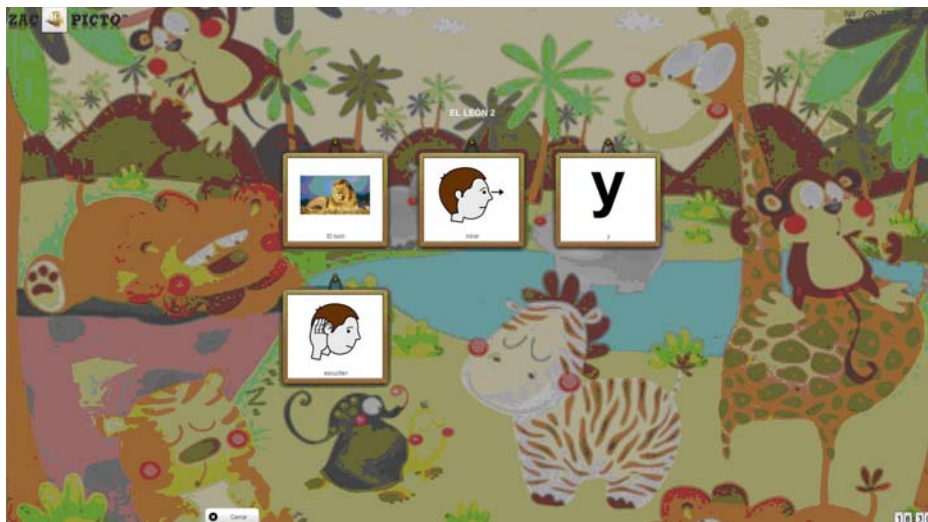 ZAC PICTO
EL LEÓN 2
El león
mirar
y
y
escuchar
Cerrar